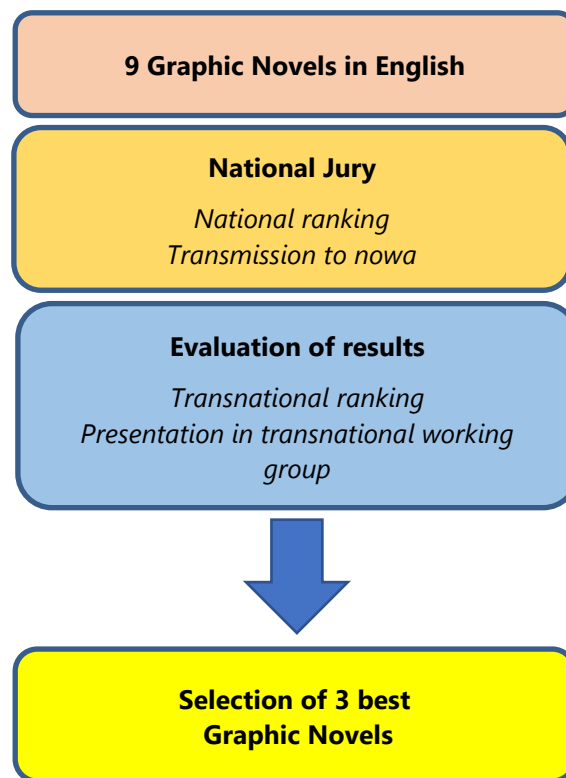 9 Graphic Novels in English
National Jury
National ranking
Transmission to nowa
Evaluation of results
Transnational ranking
Presentation in transnational working
group
Selection of 3 best
Graphic Novels